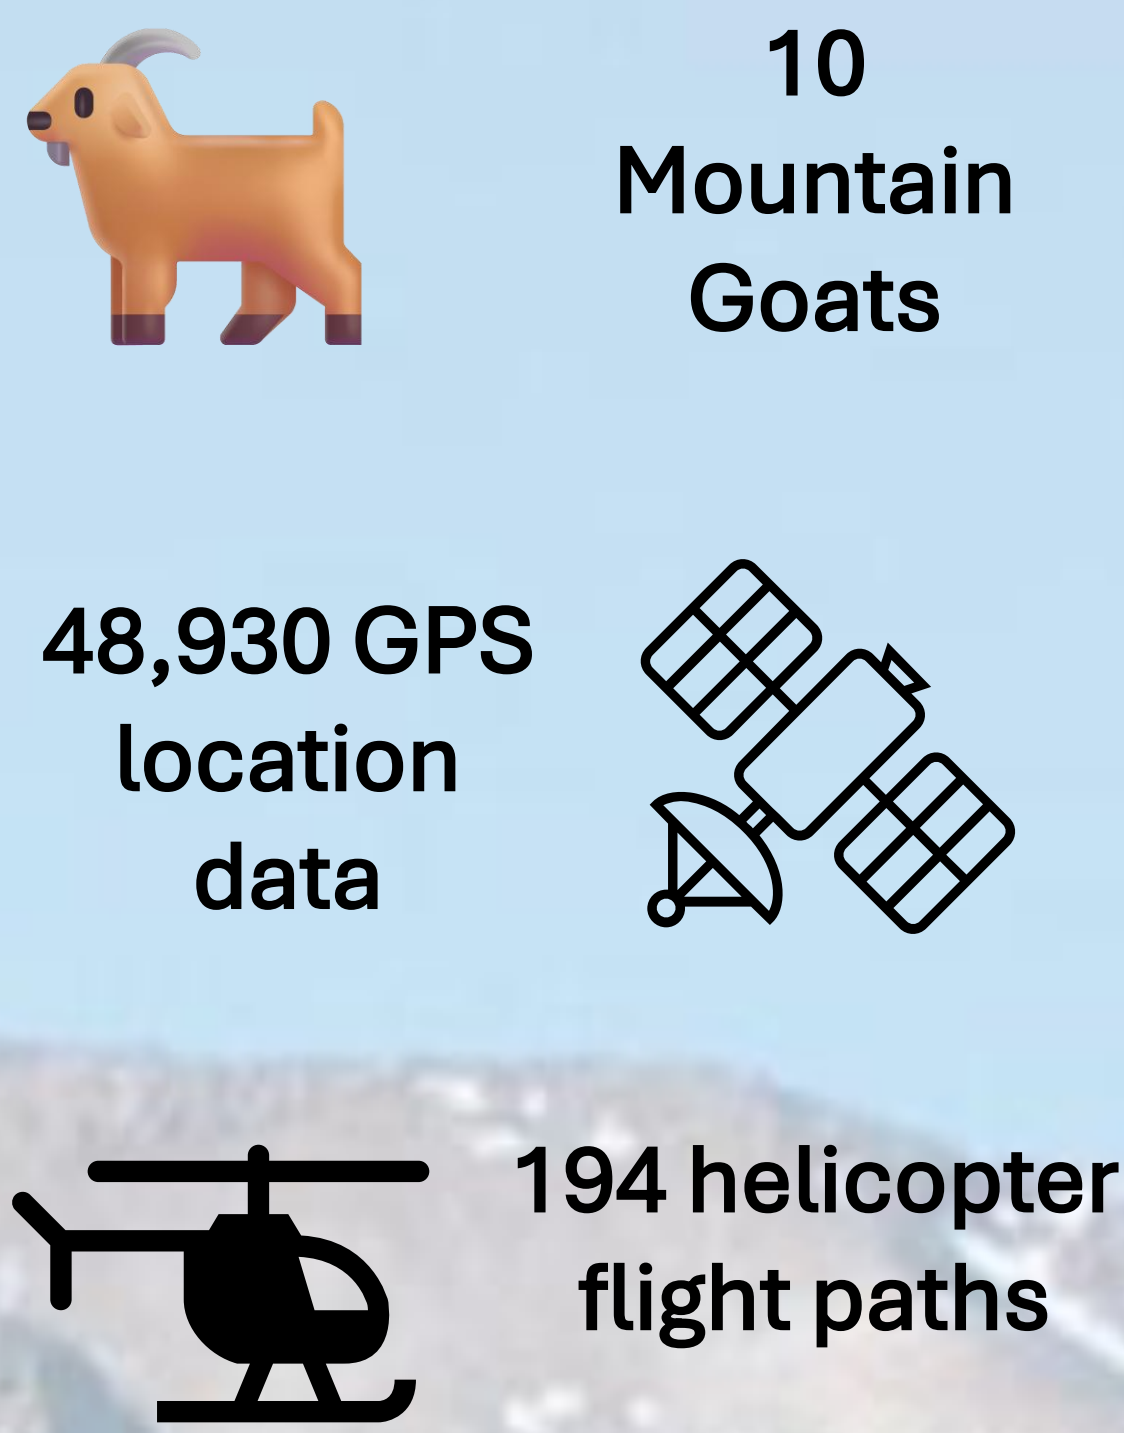 10
Mountain
Goats
48,930 GPS
location
data
194 helicopter
flight paths